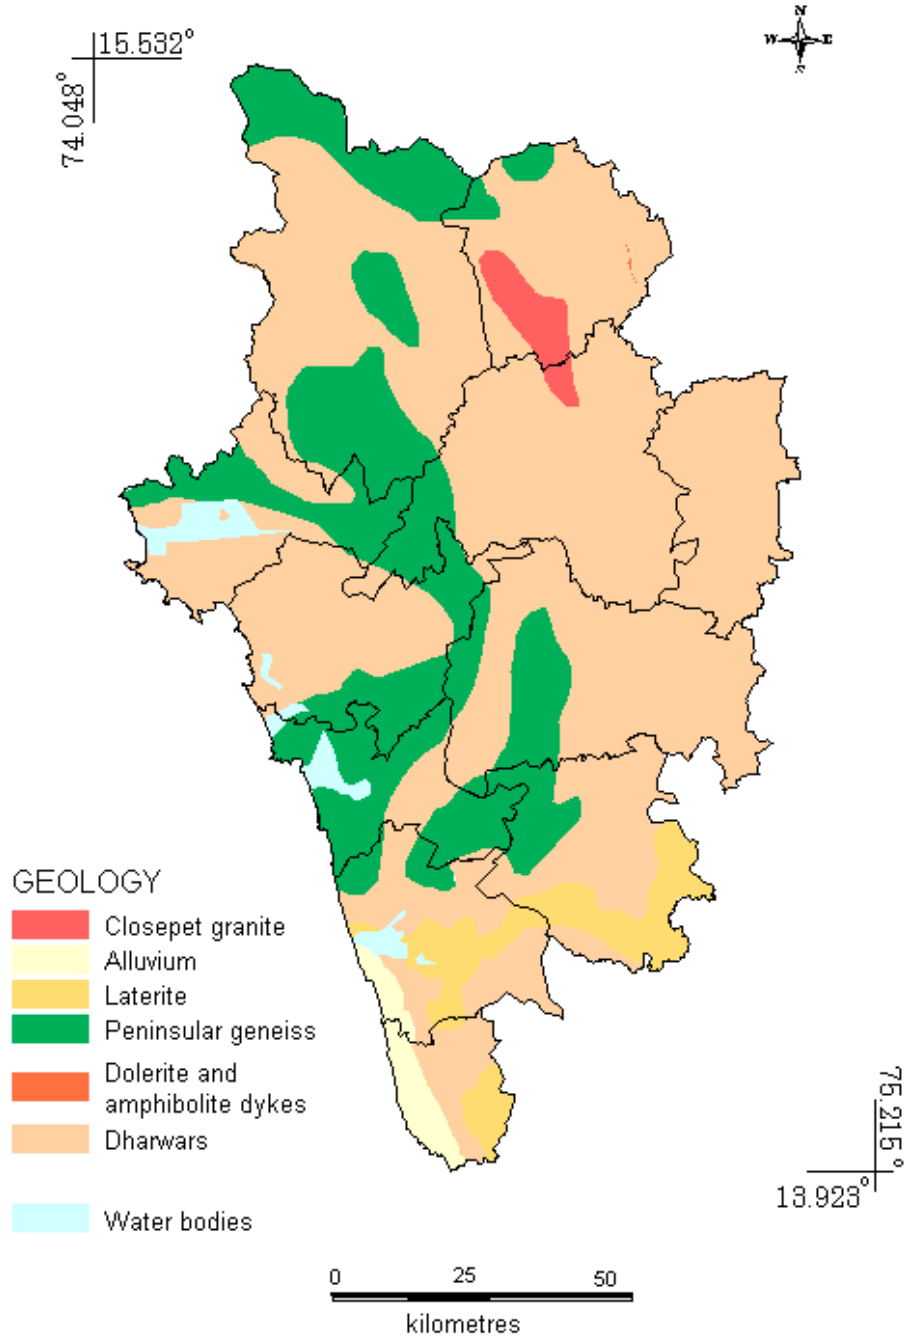 N
W E
S
15.532°
74.048°
GEOLOGY
Closepet granite
Alluvium
Laterite
Peninsular geneiss
Dolerite and
amphibolite dykes
Dharwars
Water bodies
75.215°
13.923°
0 25 50
kilometres